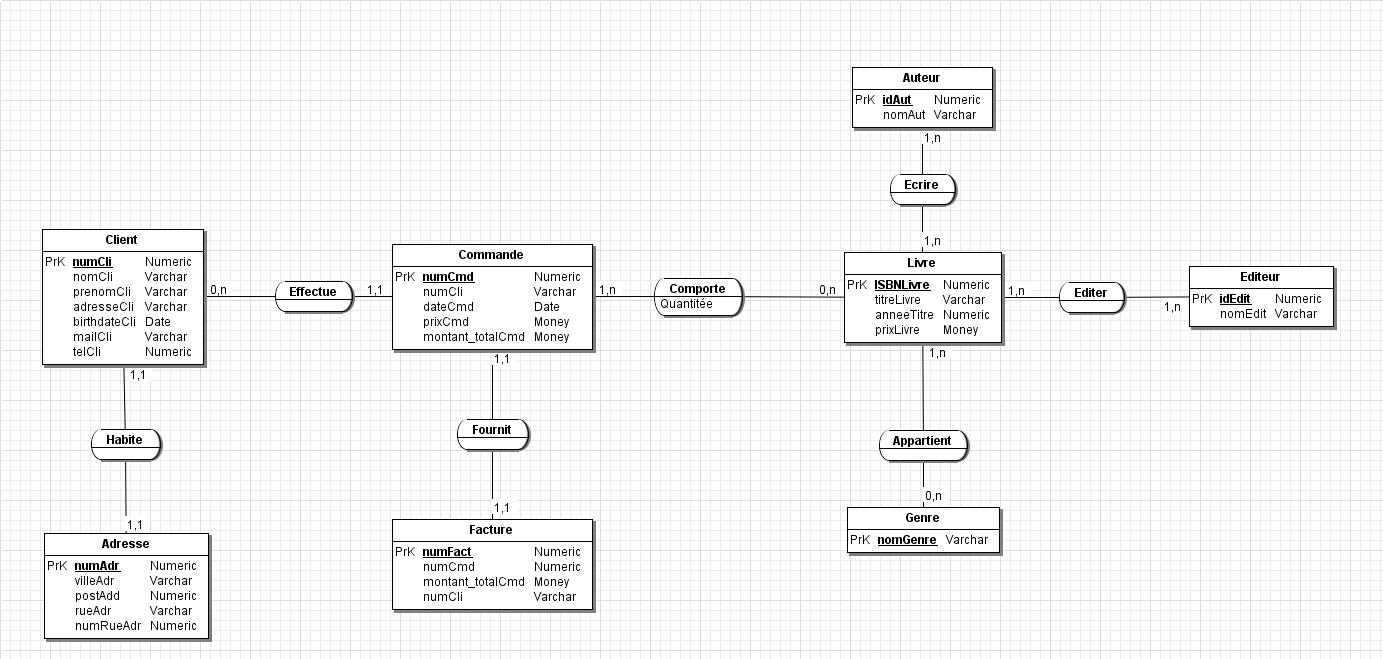 Auteur
PrK idAut Numeric
nomAut Varchar
1,n
Ecrire
1,n
Client
PrK numCli Numeric
nomCli Varchar
prenomCli Varchar
adresseCli Varchar
birthdateCli Date
mailCli Varchar
telCli Numeric
0,n
Effectue
1,1
Commande
PrK numCmd Numeric
numCli Varchar
dateCmd Date
prixCmd Money
montant_totalCmd Money
1,n
Comporte
Quantitée
0,n
Livre
PrK ISBNLivre Numeric
titreLivre Varchar
anneeTitre Numeric
prixLivre Money
1,n
Editer
1,n
Editeur
PrK idEdit Numeric
nomEdit Varchar
1,1
Habite
1,1
Adresse
PrK numAdr Numeric
villeAdr Varchar
postAdd Numeric
rueAdr Varchar
numRueAdr Numeric
1,1
Fournit
1,1
Facture
PrK numFact Numeric
numCmd Numeric
montant_totalCmd Money
numCli Varchar
1,n
Appartient
0,n
Genre
PrK nomGenre Varchar